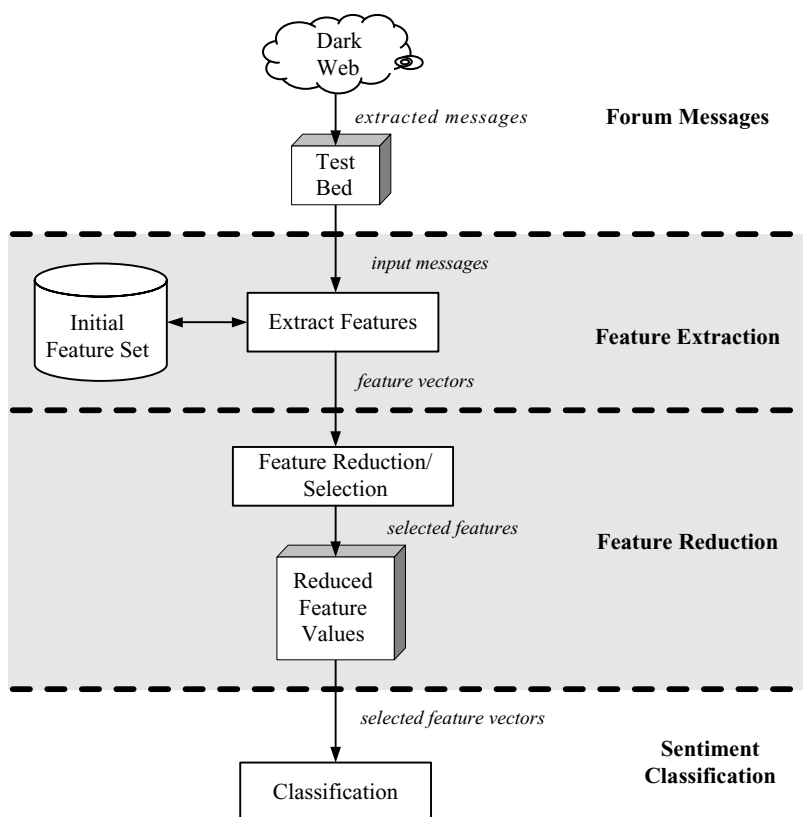 Dark
Web
extracted messages
Forum Messages
Test
Bed
input messages
Initial
Feature Set
Extract Features
Feature Extraction
feature vectors
Feature Reduction/
Selection
selected features
Feature Reduction
Reduced
Feature
Values
selected feature vectors
Sentiment
Classification
Classification